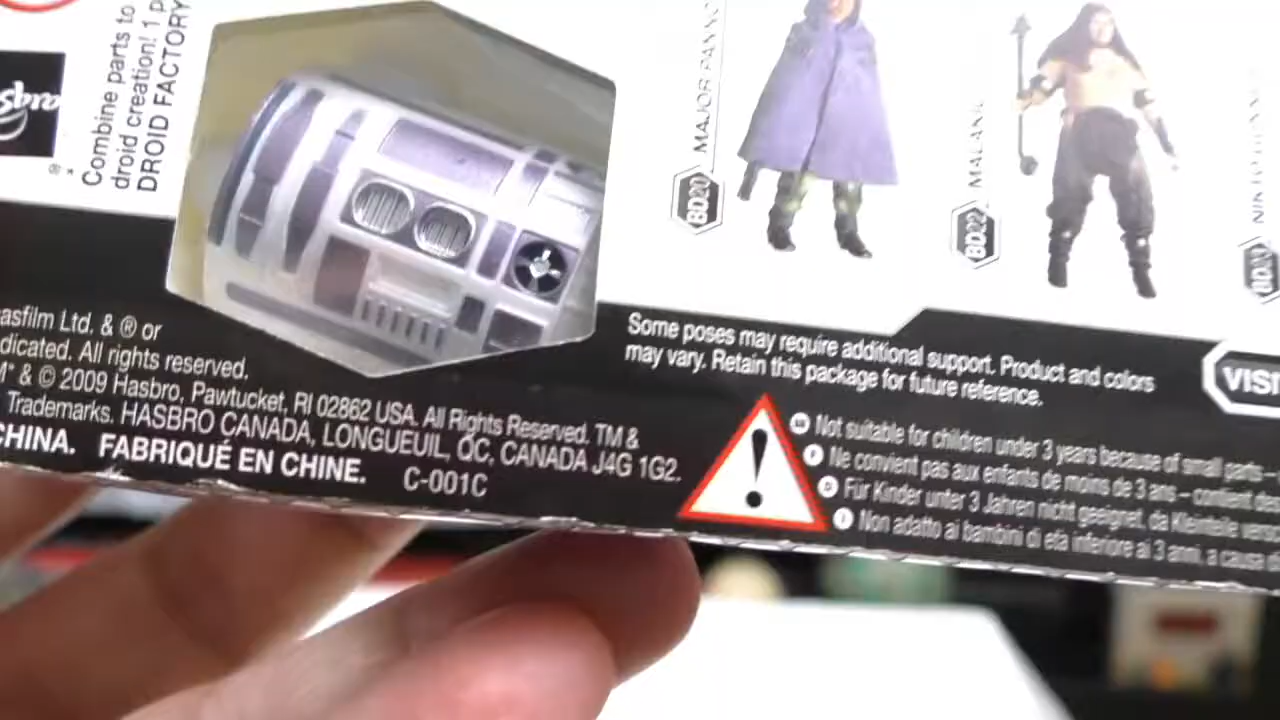 Combine parts to
droid creation! 1 p
DROID FACTORY
asfilm Ltd. & ® or
dicated. All rights reserved.
& © 2009 Hasbro, Pawtucket, RI 02862 USA. All Rights Reserved. TM &
Trademarks. HASBRO CANADA, LONGUEUIL, QC, CANADA J4G 1G2.
CHINA. FABRIQUÉ EN CHINE. C-001C
BD20 MAJOR PANNO
BD22 MALAKIL
Some poses may require additional support. Product and colors
may vary. Retain this package for future reference.
VISI
Not suitable for children under 3 years because of small parts –
F Ne convient pas aux enfants de moins de 3 ans – contient des
D Für Kinder unter 3 Jahren nicht geeignet, da Kleinteile vers
I Non adatto ai bambini di età inferiore ai 3 anni, a causa d